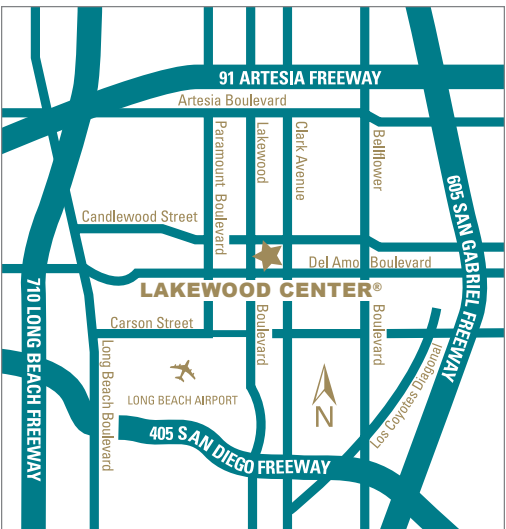 91 ARTESIA FREEWAY
Artesia Boulevard
Paramount Boulevard
Lakewood
Boulevard
Clark Avenue
Bellflower
Boulevard
605 SAN GABRIEL FREEWAY
Candlewood Street
Del Amo Boulevard
LAKEWOOD CENTER®
710 LONG BEACH FREEWAY
Carson Street
Long Beach Boulevard
LONG BEACH AIRPORT
N
Los Coyotes Diagonal
405 SAN DIEGO FREEWAY